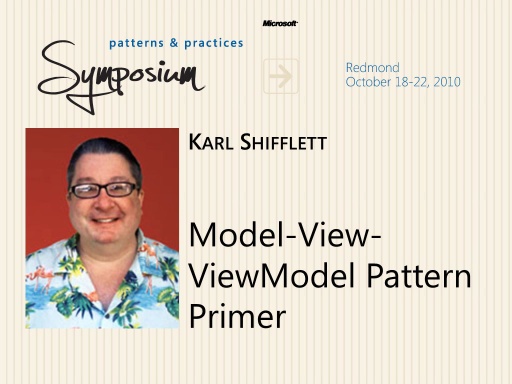 Microsoft
patterns & practices
Symposium
Redmond
October 18-22, 2010
KARL SHIFFLETT
Model-View-
ViewModel Pattern
Primer